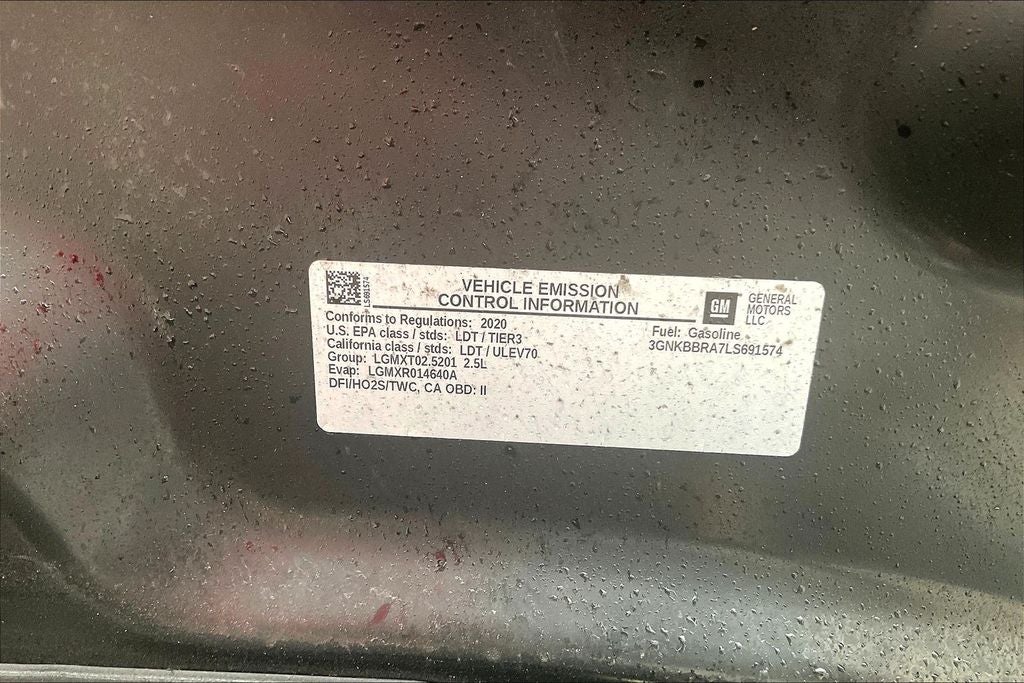 LS691574
VEHICLE EMISSION
CONTROL INFORMATION
GM
GENERAL
MOTORS
LLC
Conforms to Regulations: 2020
U.S. EPA class / stds: LDT / TIER3
California class / stds: LDT / ULEV70
Group: LGMXT02.5201 2.5L
Evap: LGMXR014640A
DFI/HO2S/TWC, CA OBD: II
Fuel: Gasoline
3GNKBBRA7LS691574